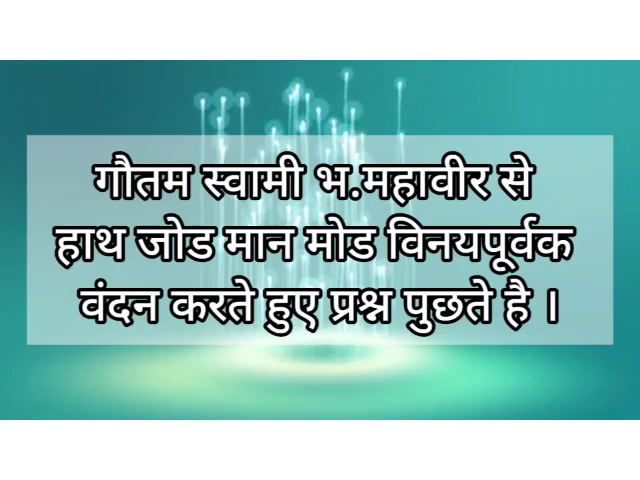 गौतम स्वामी भ.महावीर से
हाथ जोड मान मोड विनयपूर्वक
वंदन करते हुए प्रश्न पुछते है ।